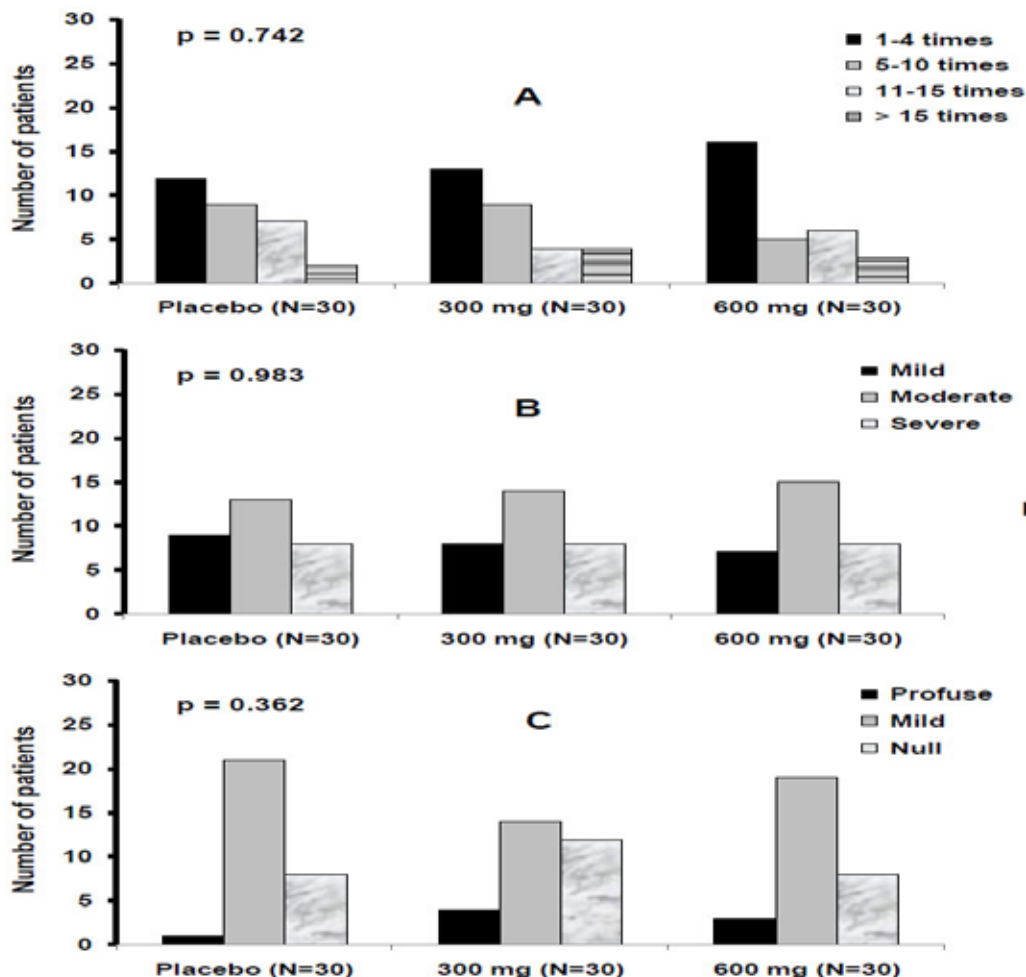 Number of patients
30
25
20
15
10
5
0
p = 0.742
A
1-4 times
5-10 times
11-15 times
> 15 times
Placebo (N=30)
300 mg (N=30)
600 mg (N=30)
Number of patients
30
25
20
15
10
5
0
p = 0.983
B
Mild
Moderate
Severe
Placebo (N=30)
300 mg (N=30)
600 mg (N=30)
Number of patients
30
25
20
15
10
5
0
p = 0.362
C
Profuse
Mild
Null
Placebo (N=30)
300 mg (N=30)
600 mg (N=30)